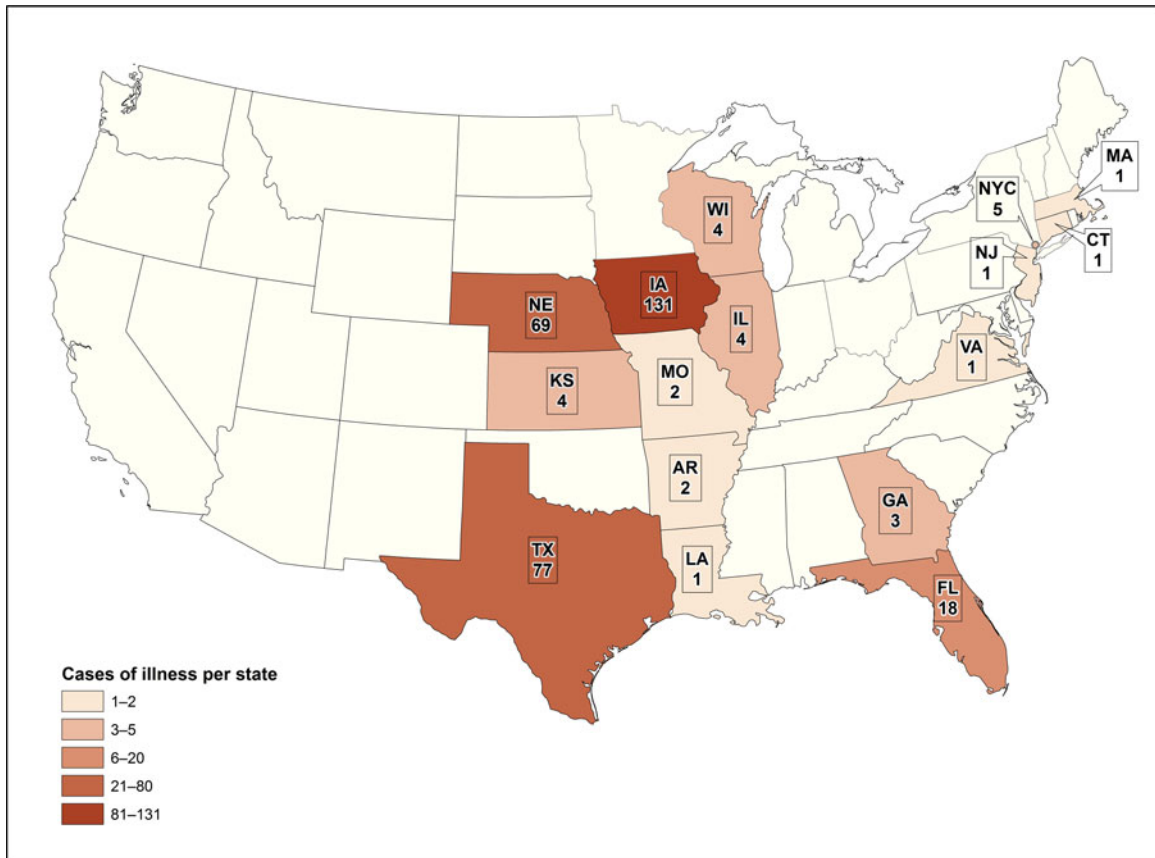 MA
1
NYC
5
WI
4
CT
1
NJ
1
IA
131
NE
69
IL
4
VA
1
MO
2
KS
4
AR
2
GA
3
TX
77
LA
1
FL
18
Cases of illness per state
1–2
3–5
6–20
21–80
81–131